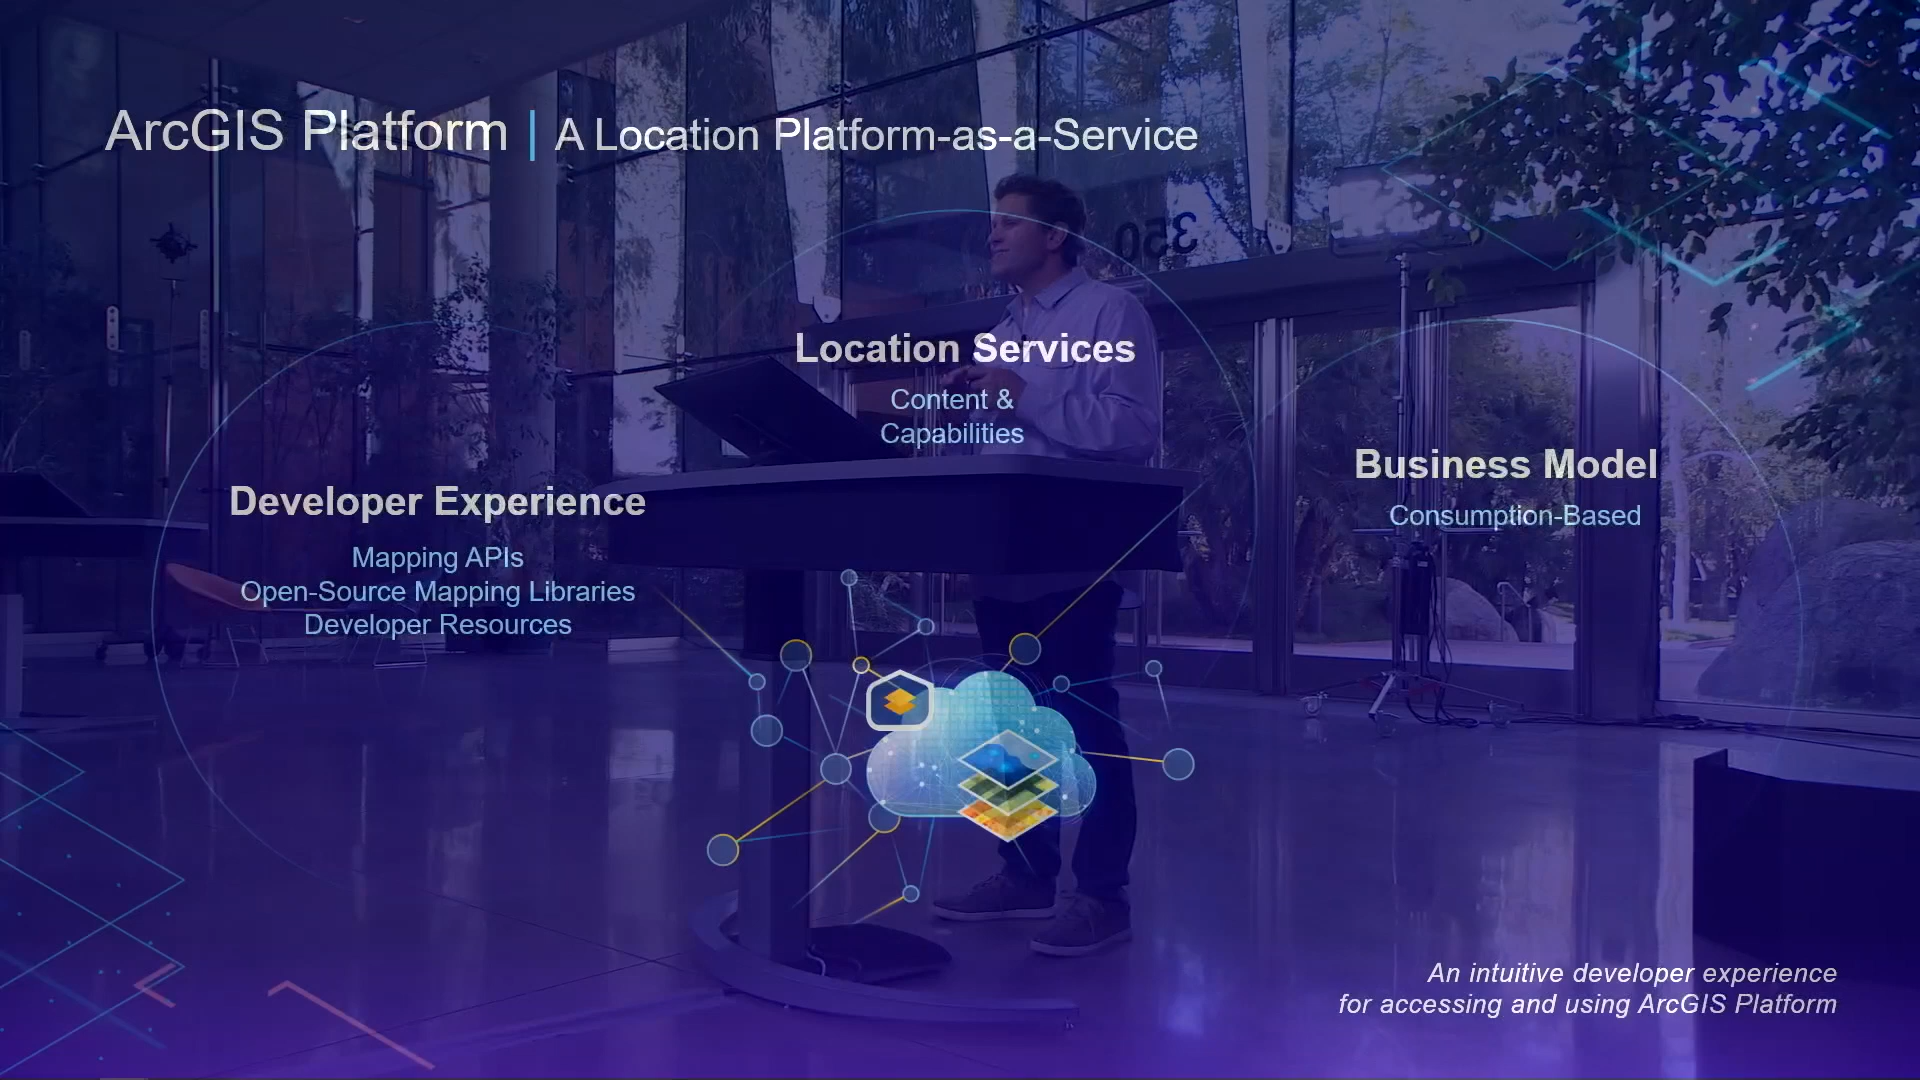 ArcGIS Platform | A Location Platform-as-a-Service
350
Location Services
Content &
Capabilities
Business Model
Consumption-Based
Developer Experience
Mapping APIs
Open-Source Mapping Libraries
Developer Resources
An intuitive developer experience
for accessing and using ArcGIS Platform